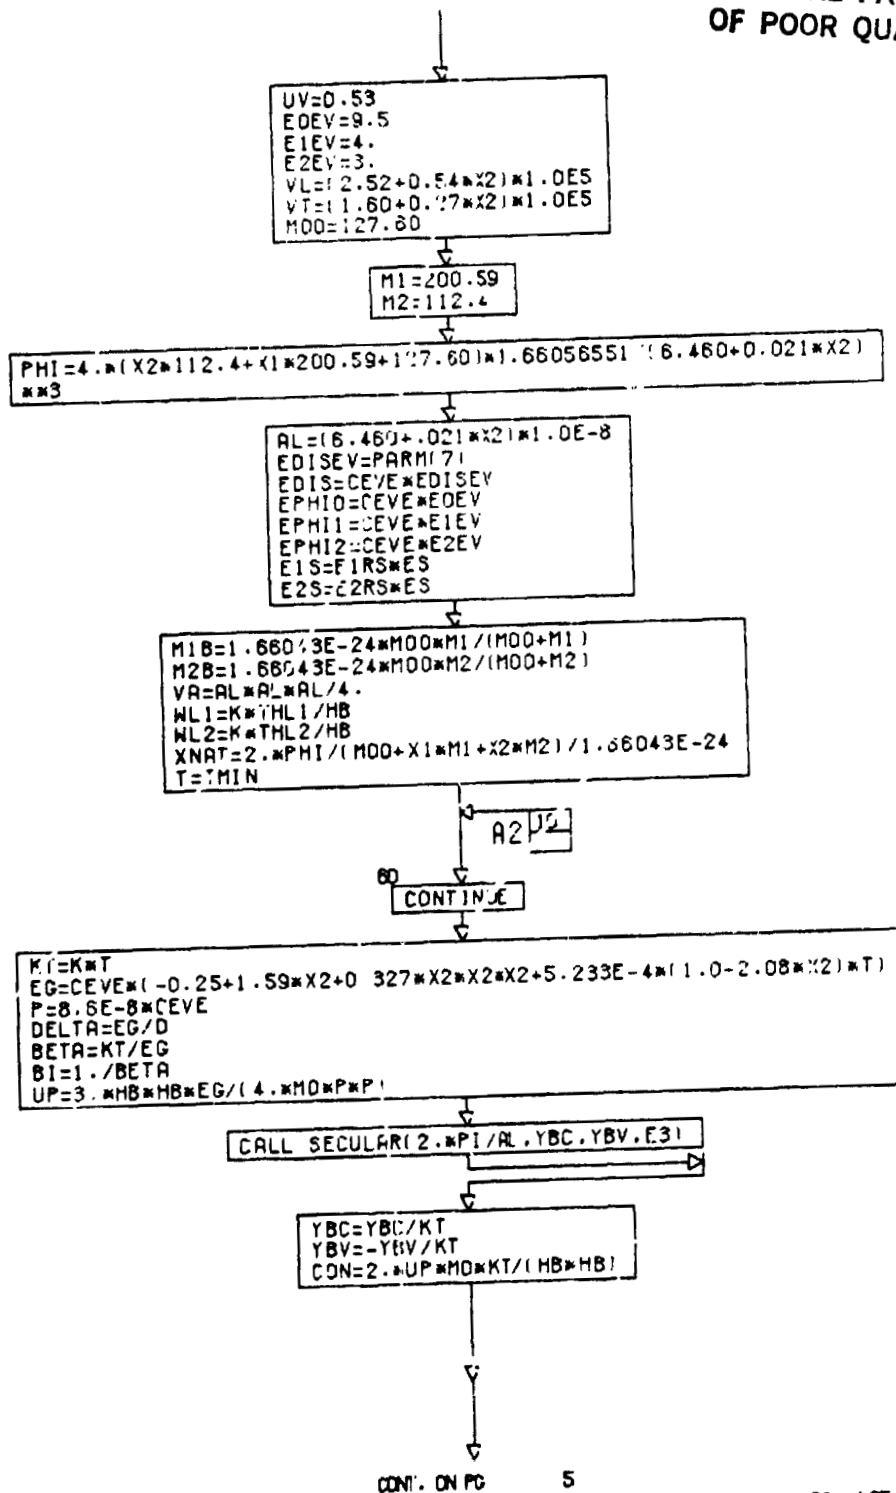 OF POOR QUA
UV=0.53
E0EV=9.5
E1EV=4.
E2EV=3.
VL=(2.52+0.54*X2)*1.0E5
VT=(1.60+0.27*X2)*1.0E5
M00=127.60
M1=200.59
M2=112.4
PHI=4.*(X2*112.4+X1*200.59+127.60)*1.66056551/(6.460+0.021*X2)
**3
AL=(6.460+.021*X2)*1.0E-8
EDISEV=PARM(7)
EDIS=CEVE*EDISEV
EPHI0=CEVE*E0EV
EPHI1=CEVE*E1EV
EPHI2=CEVE*E2EV
E1S=E1RS*ES
E2S=E2RS*ES
M1B=1.66043E-24*M00*M1/(M00+M1)
M2B=1.66043E-24*M00*M2/(M00+M2)
VA=AL*AL*AL/4.
WL1=K*THL1/HB
WL2=K*THL2/HB
XNAT=2.*PHI/(M00+X1*M1+X2*M2)/1.66043E-24
T=TMIN
A2
60
CONTINUE
KT=K*T
EG=CEVE*(-0.25+1.59*X2+0.327*X2*X2*X2+5.233E-4*(1.0-2.08*X2)*T)
P=8.6E-8*CEVE
DELTA=EG/D
BETA=KT/EG
BI=1./BETA
UP=3.*HB*HB*EG/(4.*M0*P*P)
CALL SECULAR(2.*PI/AL,YBC,YBV,E3)
YBC=YBC/KT
YBV=-YBV/KT
CON=2.*UP*M0*KT/(HB*HB)
CONT. ON PG 5